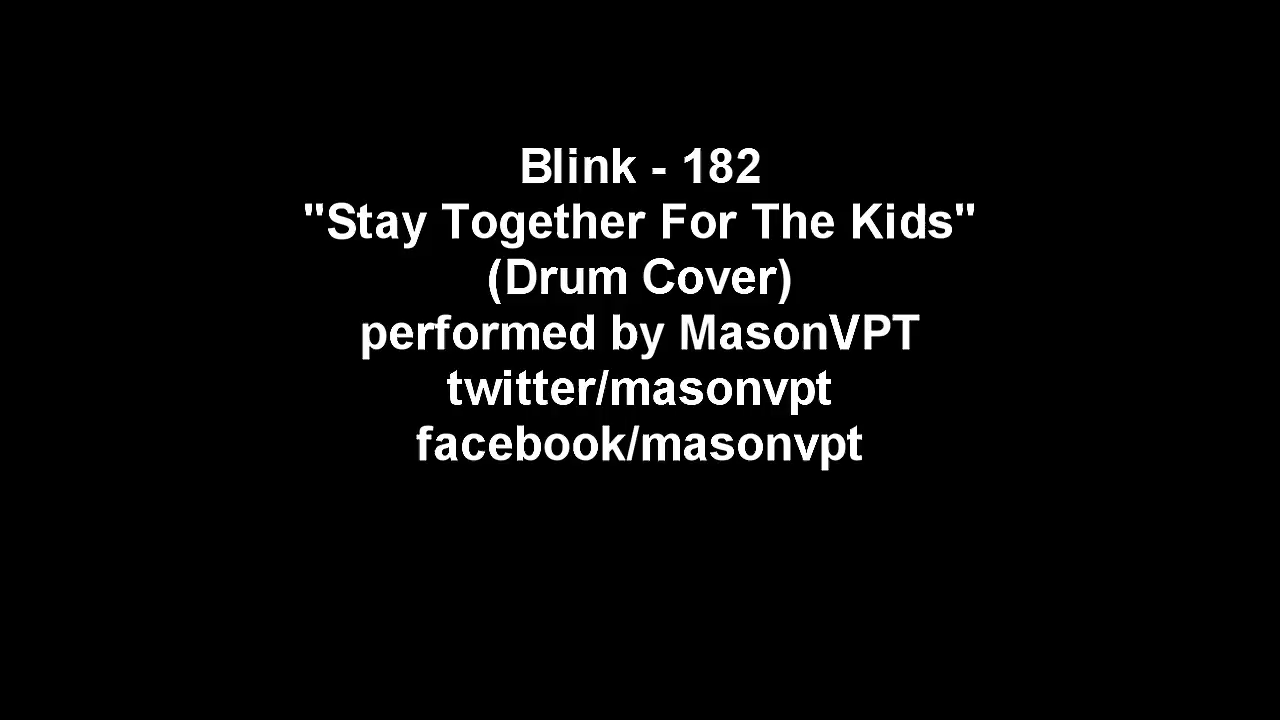 Blink - 182
"Stay Together For The Kids"
(Drum Cover)
performed by MasonVPT
twitter/masonvpt
facebook/masonvpt